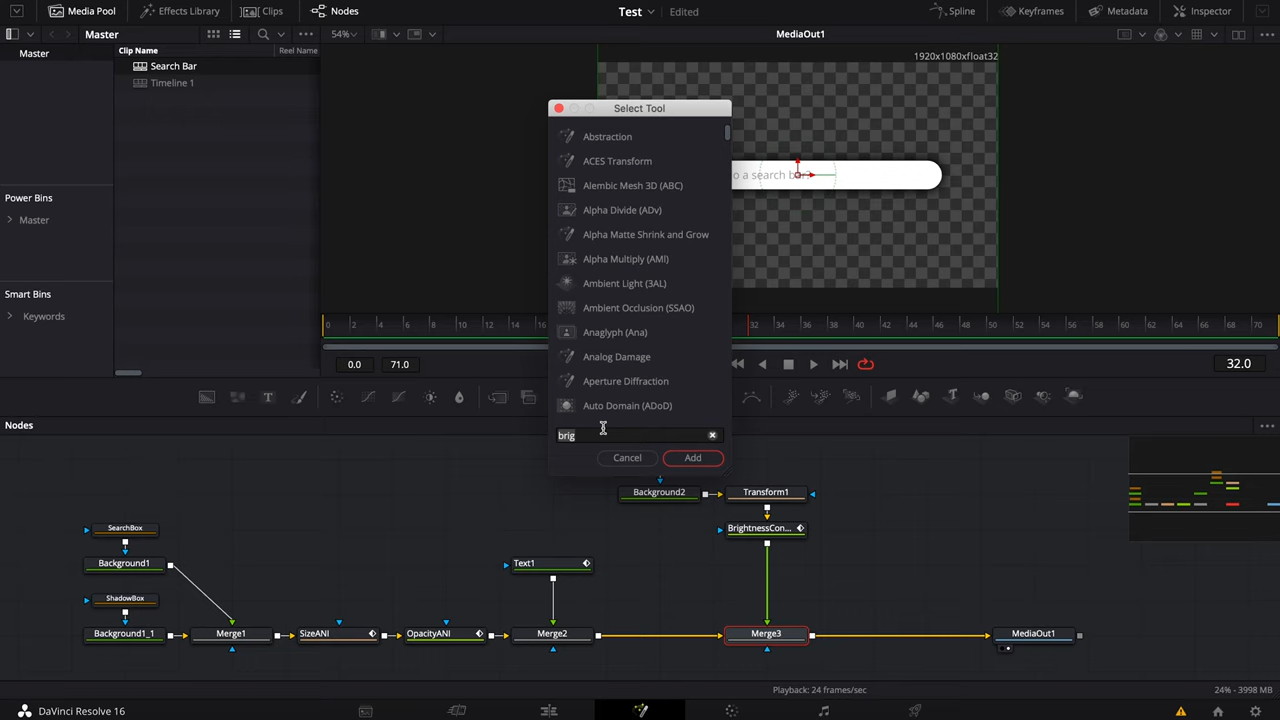 Media Pool
Effects Library
Clips
Nodes
Test
Edited
Spline
Keyframes
Metadata
Inspector
Master
54%
MediaOut1
Master
Clip Name
Reel Name
Search Bar
Timeline 1
Power Bins
Master
Smart Bins
Keywords
1920x1080xfloat32
o a search bar?
Select Tool
Abstraction
ACES Transform
Alembic Mesh 3D (ABC)
Alpha Divide (ADv)
Alpha Matte Shrink and Grow
Alpha Multiply (AMl)
Ambient Light (3AL)
Ambient Occlusion (SSAO)
Anaglyph (Ana)
Analog Damage
Aperture Diffraction
Auto Domain (ADoD)
brig
Cancel
Add
0 2 4 6 8 10 12 14 16 32 34 36 38 40 42 44 46 48 50 52 54 56 58 60 62 64 66 68 70
0.0
71.0
32.0
Nodes
Background2
Transform1
BrightnessCon...
SearchBox
Background1
Text1
ShadowBox
Background1_1
Merge1
SizeANI
OpacityANI
Merge2
Merge3
MediaOut1
Playback: 24 frames/sec
24% - 3998 MB
DaVinci Resolve 16